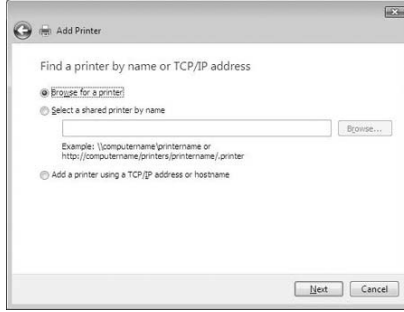 Add Printer
Find a printer by name or TCP/IP address
Browse for a printer
Select a shared printer by name
Browse...
Example: \\computername\printername or
http://computername/printers/printername/.printer
Add a printer using a TCP/IP address or hostname
Next Cancel